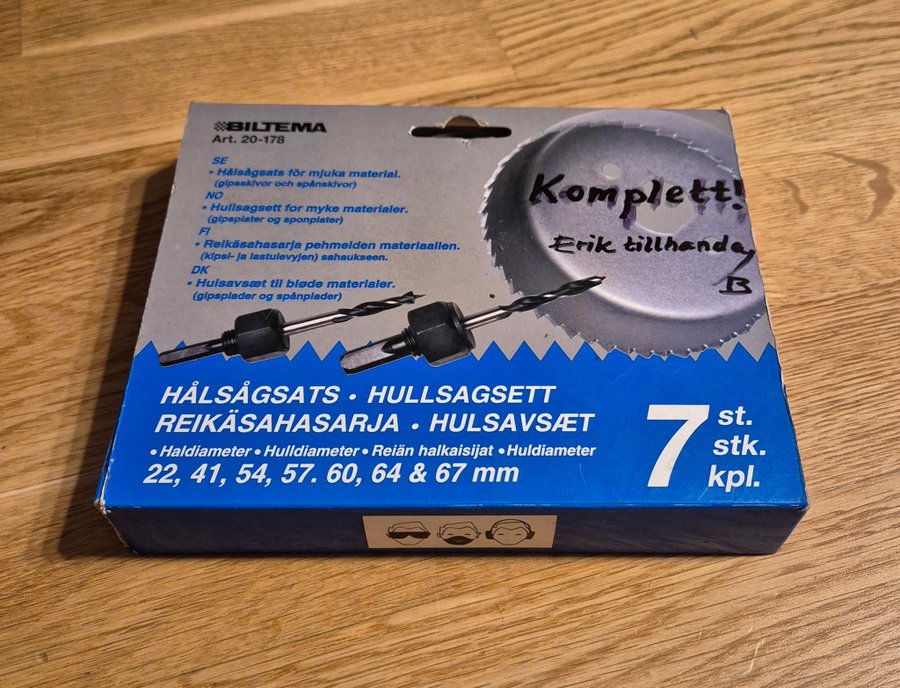 BILTEMA
Art. 20-178
SE
• Hålsågsats för mjuka material.
(gipsskivor och spånskivor)
NO
• Hullsagsett for myke materialer.
(gipsplater og sponplater)
FI
• Reikäsahasarja pehmeiden materiaalien.
(kipsi- ja lastulevyjen) sahaukseen.
DK
• Hulsavsæt til bløde materialer.
(gipsplader og spånplader)
Komplett!
Erik tillhanda
B
HÅLSÅGSATS • HULLSAGSETT
REIKÄSAHASARJA • HULSAVSÆT
• Haldiameter • Hulldiameter • Reiän halkaisijat • Huldiameter
22, 41, 54, 57. 60, 64 & 67 mm
7 st.
stk.
kpl.